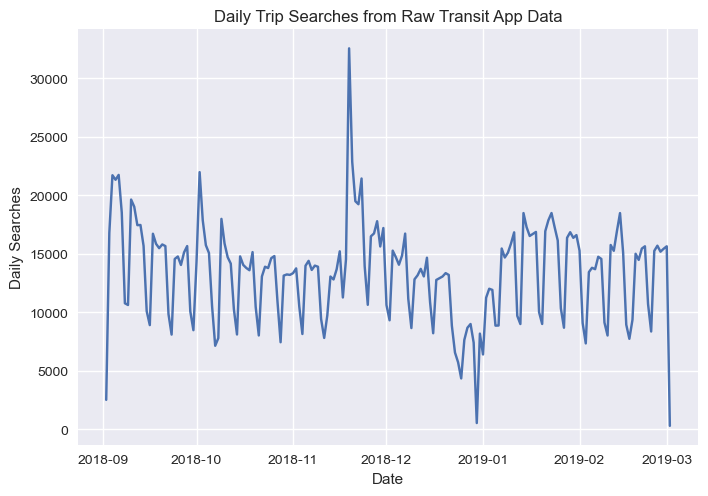 Daily Trip Searches from Raw Transit App Data
30000
25000
20000
15000
10000
5000
0
Daily Searches
2018-09 2018-10 2018-11 2018-12 2019-01 2019-02 2019-03
Date